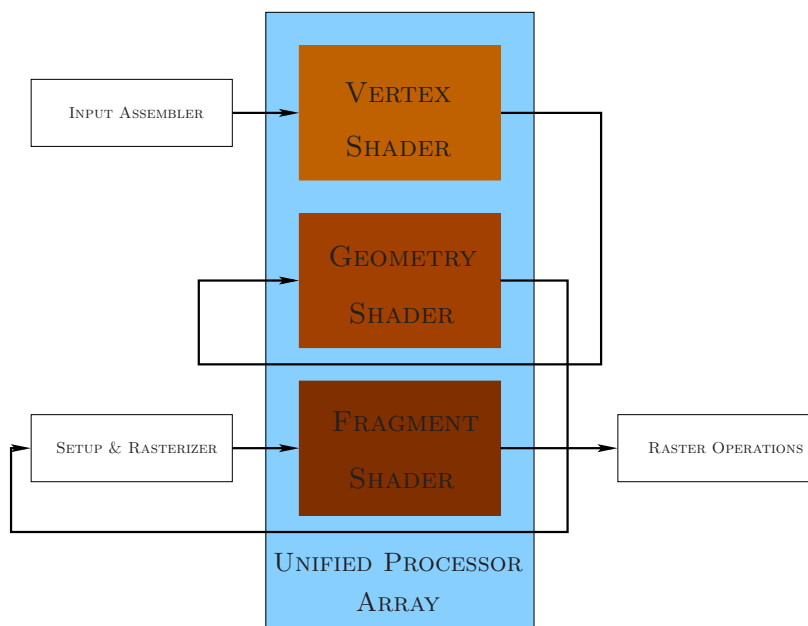 Vertex
Shader
Input Assembler
Geometry
Shader
Fragment
Shader
Setup & Rasterizer
Raster Operations
Unified Processor
Array